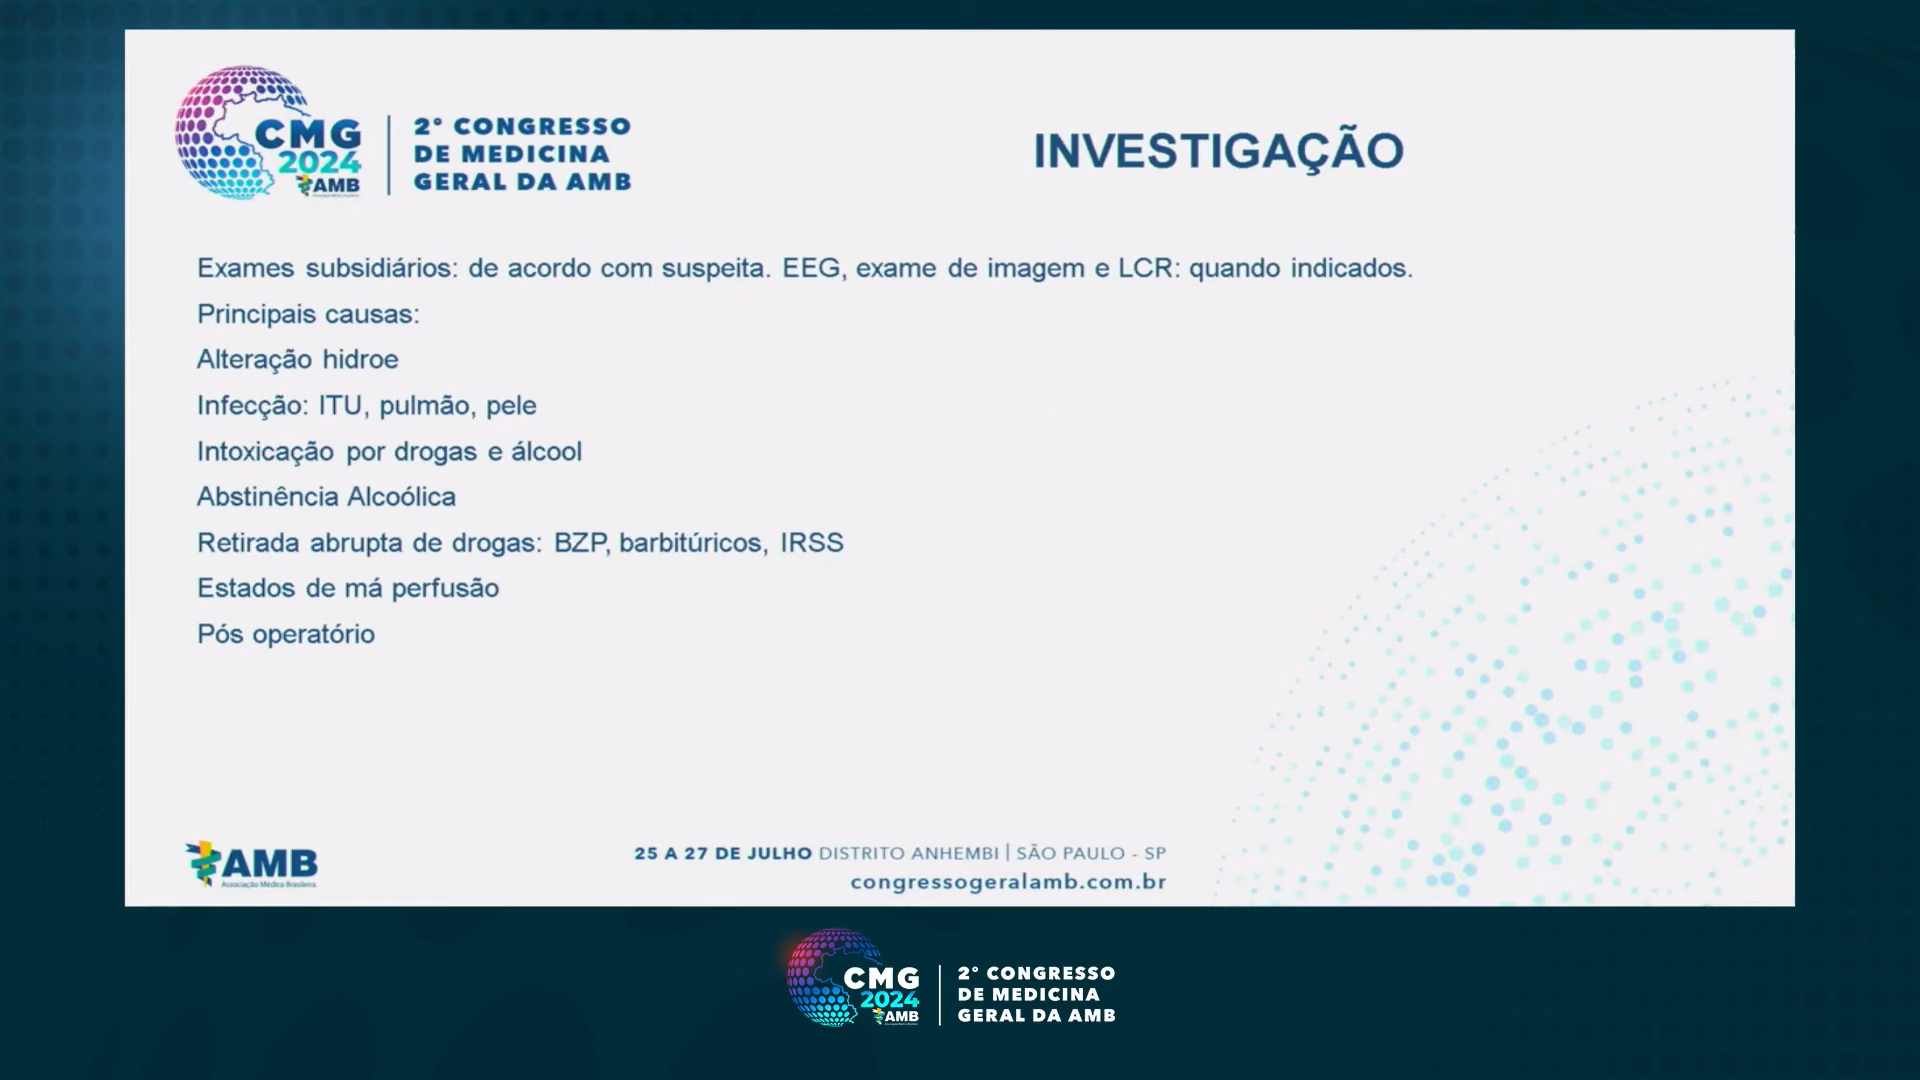 CMG
2024
AMB
2° CONGRESSO
DE MEDICINA
GERAL DA AMB
INVESTIGAÇÃO
Exames subsidiários: de acordo com suspeita. EEG, exame de imagem e LCR: quando indicados.
Principais causas:
Alteração hidroe
Infecção: ITU, pulmão, pele
Intoxicação por drogas e álcool
Abstinência Alcoólica
Retirada abrupta de drogas: BZP, barbitúricos, IRSS
Estados de má perfusão
Pós operatório
AMB
Associação Médica Brasileira
25 A 27 DE JULHO DISTRITO ANHEMBI | SÃO PAULO - SP
congressogeralamb.com.br
CMG
2024
AMB
2° CONGRESSO
DE MEDICINA
GERAL DA AMB